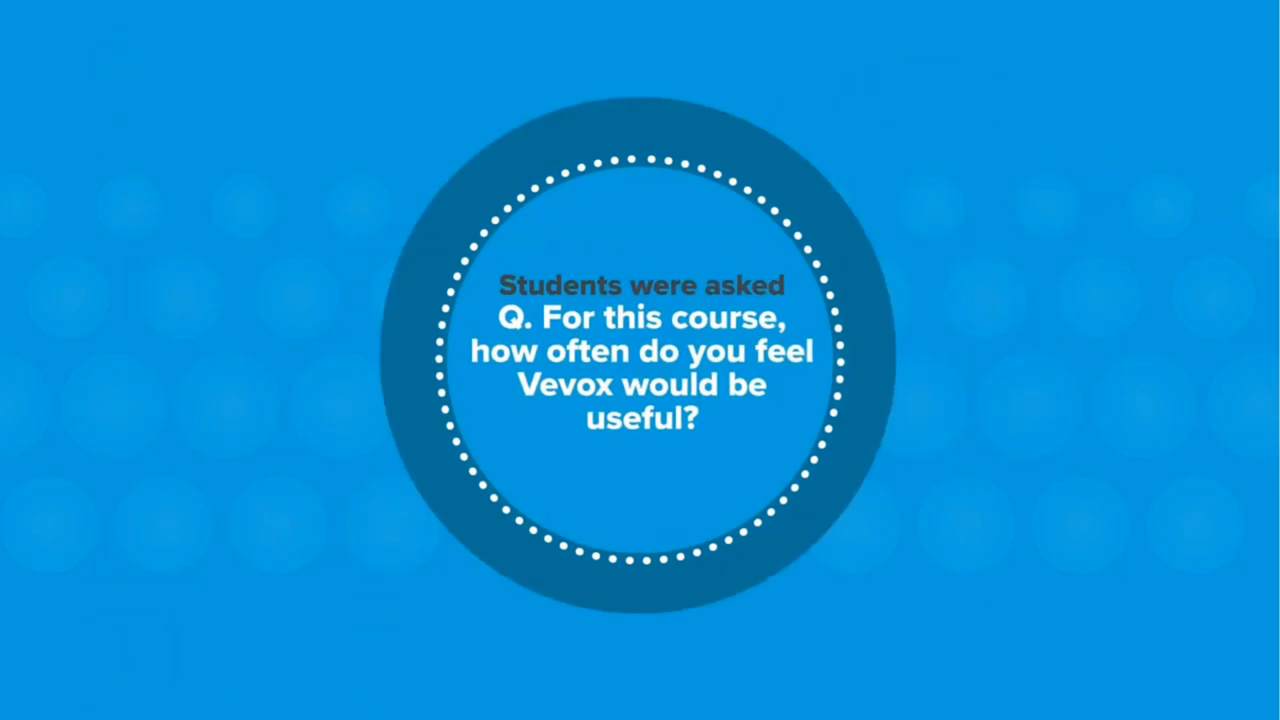 Students were asked
Q. For this course,
how often do you feel
Vevox would be
useful?